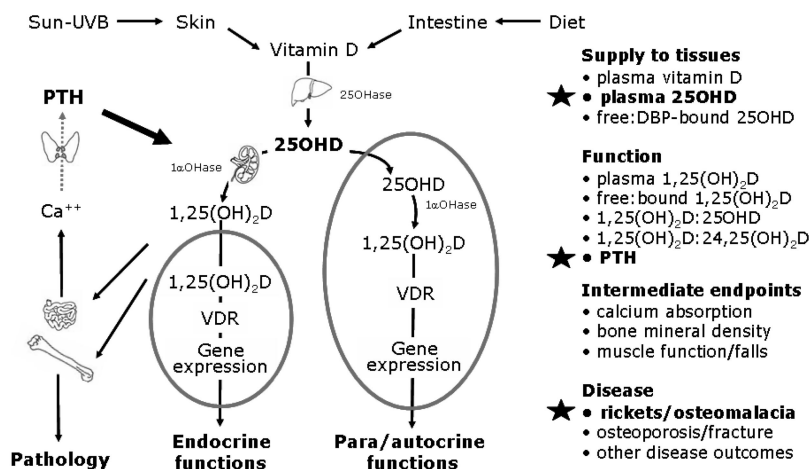 Sun-UVB
Skin
Intestine
Diet
Vitamin D
25OHase
PTH
25OHD
1αOHase
Ca⁺⁺
1,25(OH)₂D
1,25(OH)₂D
VDR
Gene
expression
25OHD
1αOHase
1,25(OH)₂D
VDR
Gene
expression
Pathology
Endocrine
functions
Para/autocrine
functions
Supply to tissues
• plasma vitamin D
★ • plasma 25OHD
• free:DBP-bound 25OHD
Function
• plasma 1,25(OH)₂D
• free:bound 1,25(OH)₂D
• 1,25(OH)₂D:25OHD
• 1,25(OH)₂D:24,25(OH)₂D
★ • PTH
Intermediate endpoints
• calcium absorption
• bone mineral density
• muscle function/falls
Disease
★ • rickets/osteomalacia
• osteoporosis/fracture
• other disease outcomes